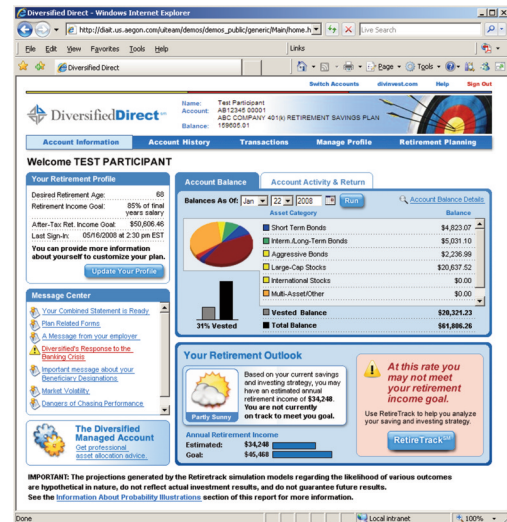 Diversified Direct - Windows Internet Explorer
http://diait.us.aegon.com/uiteam/demos/demos_public/generic/Main/home.h
Live Search
File Edit View Favorites Tools Help
Links
Diversified Direct
Page Tools
Switch Accounts divinvest.com Help Sign Out
DiversifiedDirect
Name: Test Participant
Account: AB12345 00001
ABC COMPANY 401(k) RETIREMENT SAVINGS PLAN
Balance: 159605.01
Account Information Account History Transactions Manage Profile Retirement Planning
Welcome TEST PARTICIPANT
Your Retirement Profile
Desired Retirement Age: 68
Retirement Income Goal: 85% of final
years salary
After-Tax Ret. Income Goal: $50,606.46
Last Sign-In: 05/16/2008 at 2:30 pm EST
You can provide more information
about yourself to customize your plan.
Update Your Profile
Message Center
Your Combined Statement is Ready
Plan Related Forms
A Message from your employer
Diversified's Response to the
Banking Crisis
Important message about your
Beneficiary Designations
Market Volatility
Dangers of Chasing Performance
The Diversified
Managed Account
Get professional
asset allocation advice.
Account Balance Account Activity & Return
Balances As Of: Jan 22 2008 Run Account Balance Details
Asset Category Balance
Short Term Bonds $4,823.07
Interm./Long-Term Bonds $5,031.10
Aggressive Bonds $2,236.99
Large-Cap Stocks $20,637.52
International Stocks $0.00
Multi-Asset/Other $0.00
Vested Balance $20,321.23
31% Vested Total Balance $61,806.26
Your Retirement Outlook
Partly Sunny
Based on your current savings
and investing strategy, you may
have an estimated annual
retirement income of $34,248.
You are not currently
on track to meet you goal.
Annual Retirement Income
Estimated: $34,248
Goal: $45,468
At this rate you
may not meet
your retirement
income goal.
Use RetireTrack to help you analyze
your saving and investing strategy.
RetireTrack
IMPORTANT: The projections generated by the Retiretrack simulation models regarding the likelihood of various outcomes
are hypothetical in nature, do not reflect actual investment results, and do not guarantee future results.
See the Information About Probability Illustrations section of this report for more information.
Done Local intranet 100%